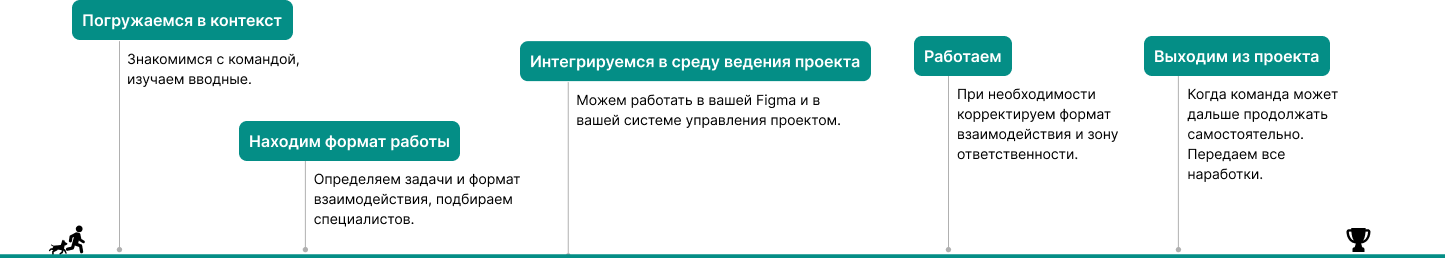 Погружаемся в контекст
Знакомимся с командой,
изучаем вводные.
Находим формат работы
Определяем задачи и формат
взаимодействия, подбираем
специалистов.
Интегрируемся в среду ведения проекта
Можем работать в вашей Figma и в
вашей системе управления проектом.
Работаем
При необходимости
корректируем формат
взаимодействия и зону
ответственности.
Выходим из проекта
Когда команда может
дальше продолжать
самостоятельно.
Передаем все
наработки.